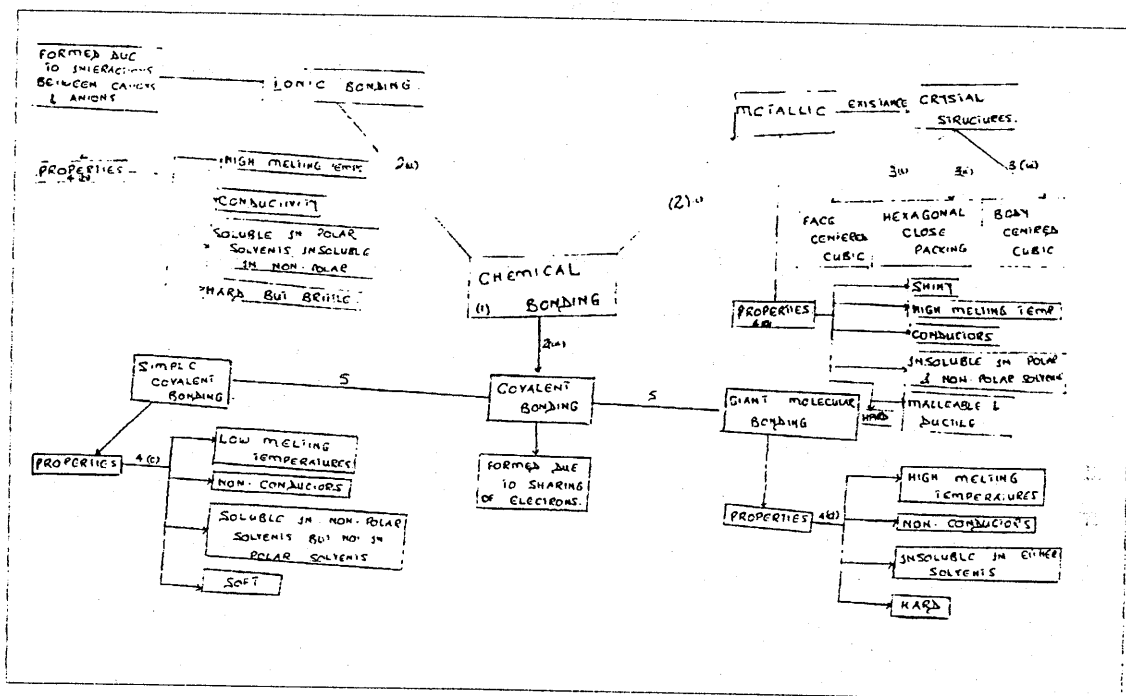 FORMED DUE
TO INTERACTIONS
BETWEEN CATIONS
& ANIONS
IONIC BONDING.
METALLIC
EXISTANCE
CRYSTAL
STRUCTURES.
PROPERTIES
HIGH MELTING TEMPS
CONDUCTIVITY
SOLUBLE IN POLAR
SOLVENTS INSOLUBLE
IN NON-POLAR
HARD BUT BRITTLE.
(2)
3(i)
3(ii)
3(iii)
FACE
CENTERED
CUBIC
HEXAGONAL
CLOSE
PACKING
BODY
CENTRED
CUBIC
CHEMICAL
(1) BONDING
PROPERTIES
SHINY
HIGH MELTING TEMP
CONDUCTORS
INSOLUBLE IN POLAR
& NON-POLAR SOLVENT
HARD
MALLEABLE &
DUCTILE
SIMPLE
COVALENT
BONDING
5
COVALENT
BONDING
5
GIANT MOLECULAR
BONDING
FORMED DUE
TO SHARING
OF ELECTRONS.
PROPERTIES
4(c)
LOW MELTING
TEMPERATURES
NON-CONDUCTORS
SOLUBLE IN NON-POLAR
SOLVENTS BUT NOT IN
POLAR SOLVENTS
SOFT
PROPERTIES
4(d)
HIGH MELTING
TEMPERATURES
NON-CONDUCTORS
INSOLUBLE IN EITHER
SOLVENTS
HARD